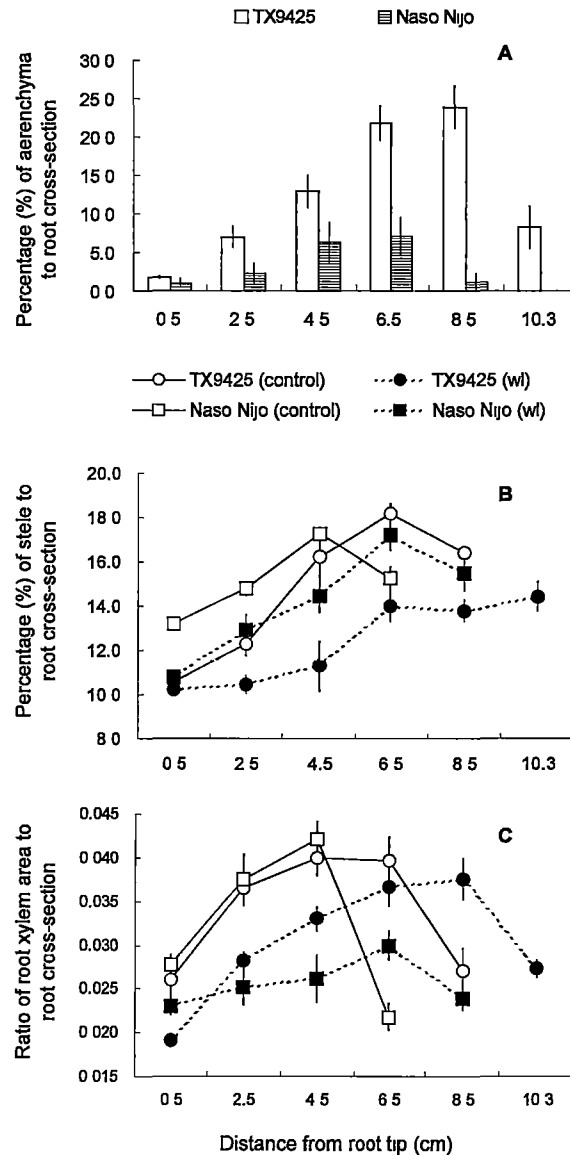 TX9425 Naso Nijo
A
Percentage (%) of aerenchyma
to root cross-section
30 0
25 0
20 0
15 0
10 0
5.0
0 0
0 5 2 5 4 5 6.5 8 5 10.3
TX9425 (control) TX9425 (wl)
Naso Nijo (control) Naso Nijo (wl)
B
Percentage (%) of stele to
root cross-section
20.0
18.0
16.0
14.0
12.0
10 0
8 0
0 5 2 5 4.5 6 5 8 5 10.3
C
Ratio of root xylem area to
root cross-section
0.045
0.040
0.035
0.030
0.025
0 020
0 015
0 5 2.5 4 5 6 5 8 5 10 3
Distance from root tip (cm)